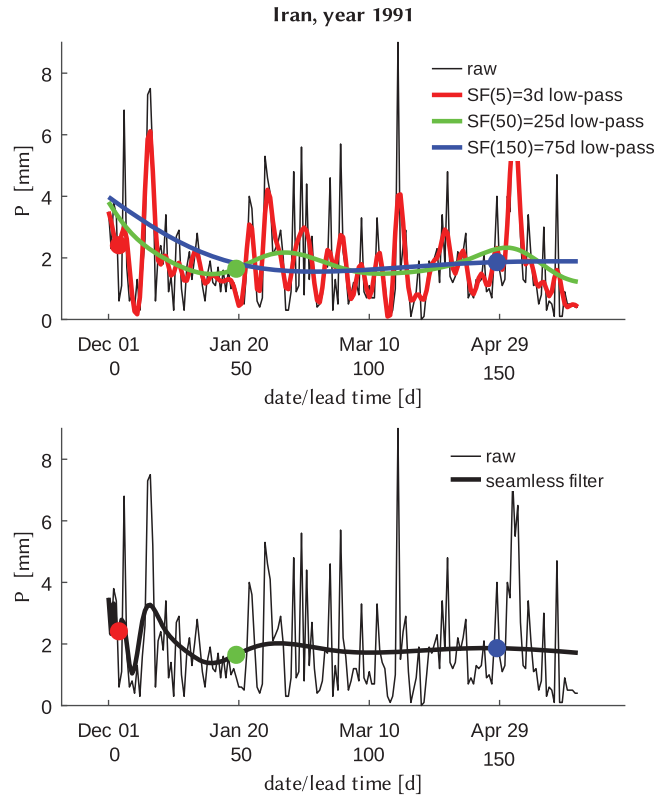 Iran, year 1991
raw
SF(5)=3d low-pass
SF(50)=25d low-pass
SF(150)=75d low-pass
P [mm]
8
6
4
2
0
Dec 01 Jan 20 Mar 10 Apr 29
0 50 100 150
date/lead time [d]
raw
seamless filter
P [mm]
8
6
4
2
0
Dec 01 Jan 20 Mar 10 Apr 29
0 50 100 150
date/lead time [d]